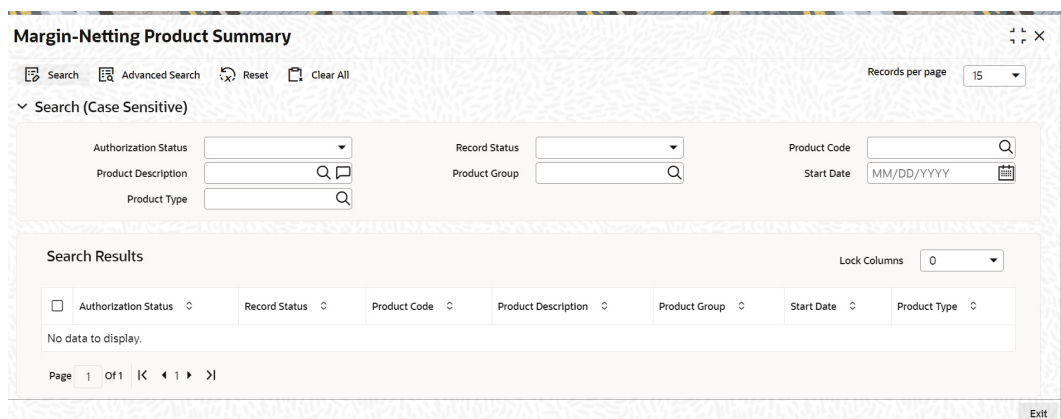 Margin-Netting Product Summary
Search Advanced Search Reset Clear All Records per page 15
Search (Case Sensitive)
Authorization Status Record Status Product Code
Product Description Product Group Start Date MM/DD/YYYY
Product Type
Search Results
Lock Columns 0
Authorization Status Record Status Product Code Product Description Product Group Start Date Product Type
No data to display.
Page 1 Of 1 1
Exit